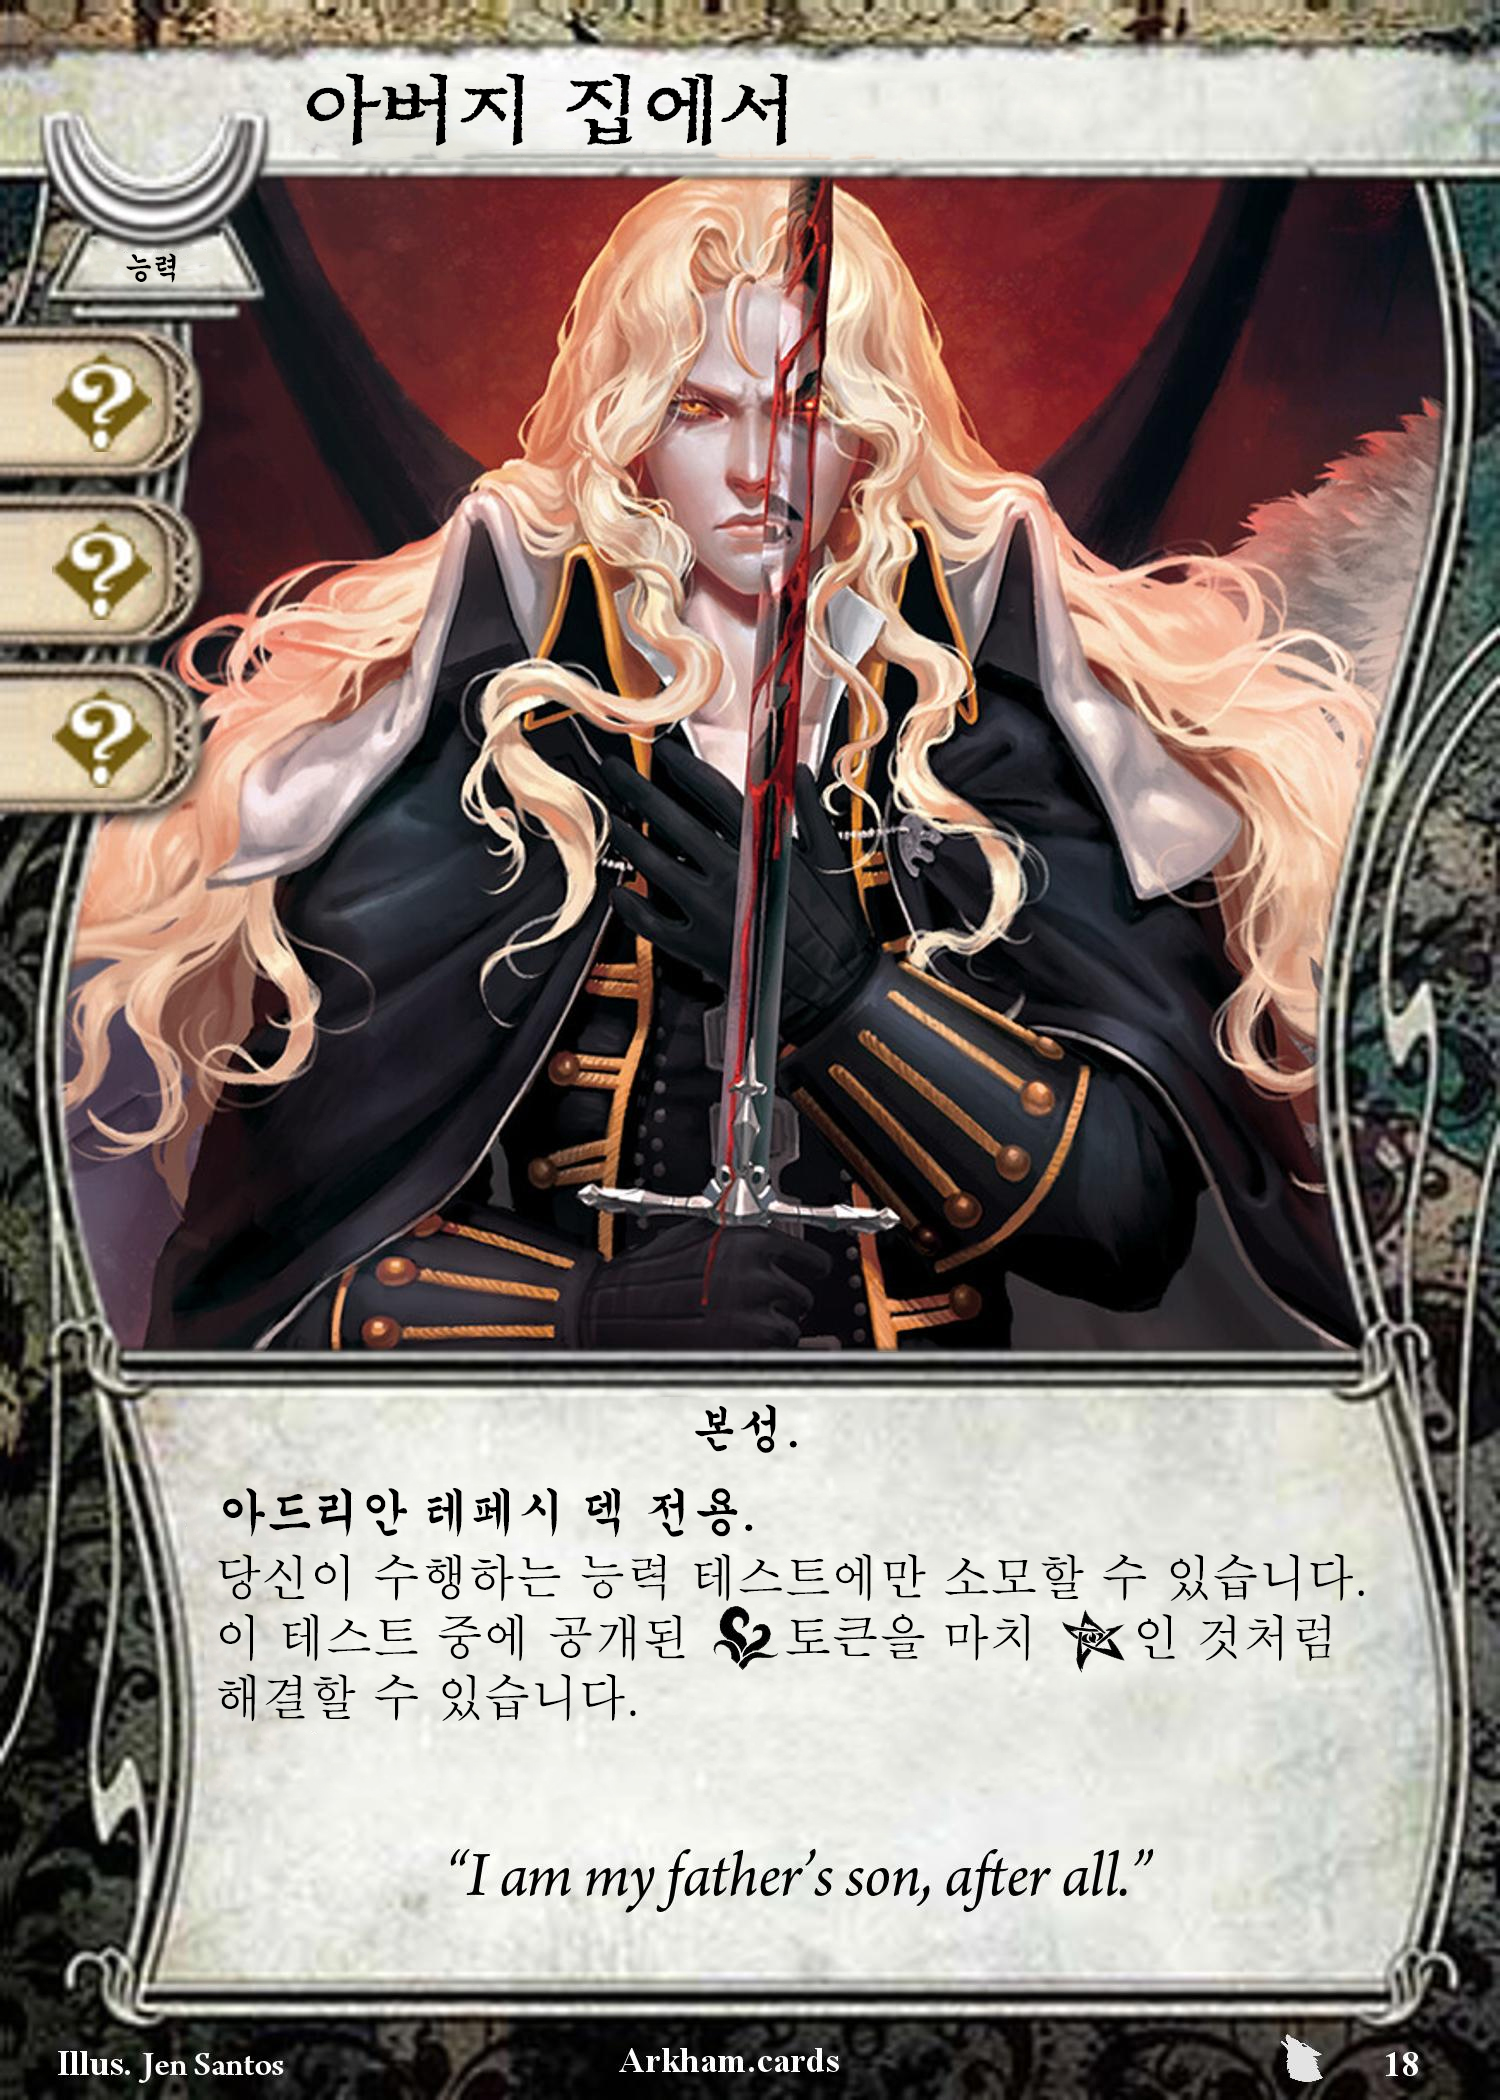 아버지 집에서
능력
본성.
아드리안 테페시 덱 전용.
당신이 수행하는 능력 테스트에만 소모할 수 있습니다.
이 테스트 중에 공개된 토큰을 마치 인 것처럼
해결할 수 있습니다.
“I am my father’s son, after all.”
Illus. Jen Santos
Arkham.cards
18